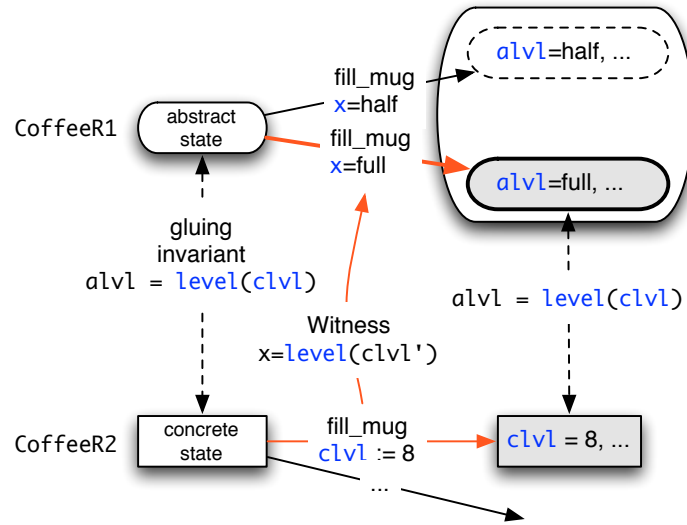 alvl=half, ...
fill_mug
x=half
CoffeeR1
abstract
state
fill_mug
x=full
alvl=full, ...
gluing
invariant
alvl = level(clvl)
alvl = level(clvl)
Witness
x=level(clvl')
CoffeeR2
concrete
state
fill_mug
clvl := 8
clvl = 8, ...
...